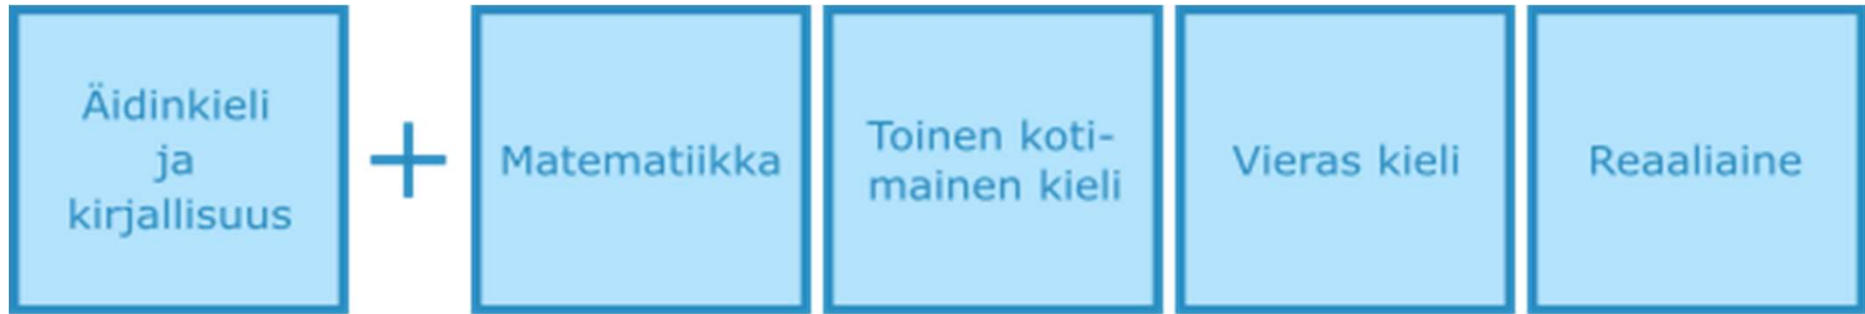 Äidinkieli
ja
kirjallisuus
+
Matematiikka
Toinen koti-
mainen kieli
Vieras kieli
Reaaliaine